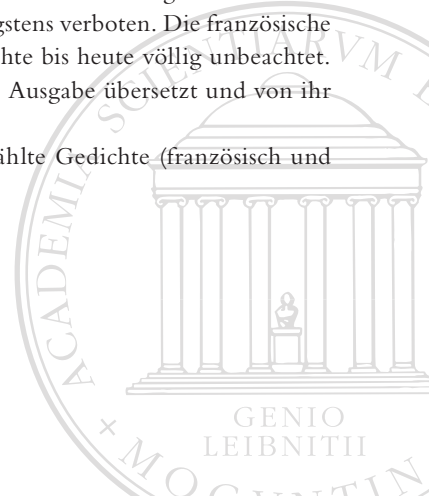 gstens verboten. Die französische
hte bis heute völlig unbeachtet.
Ausgabe übersetzt und von ihr
ählte Gedichte (französisch und
ACADEMIA SCIENTIARVM
GENIO
LEIBNITII
MOGVNTIN